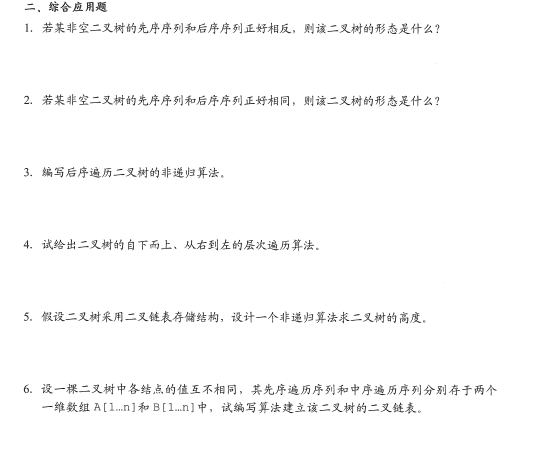 二、综合应用题
1. 若某非空二叉树的先序序列和后序序列正好相反，则该二叉树的形态是什么？
2. 若某非空二叉树的先序序列和后序序列正好相同，则该二叉树的形态是什么？
3. 编写后序遍历二叉树的非递归算法。
4. 试给出二叉树的自下而上、从右到左的层次遍历算法。
5. 假设二叉树采用二叉链表存储结构，设计一个非递归算法求二叉树的高度。
6. 设一棵二叉树中各结点的值互不相同，其先序遍历序列和中序遍历序列分别存于两个
一维数组 A[1…n]和 B[1…n]中，试编写算法建立该二叉树的二叉链表。